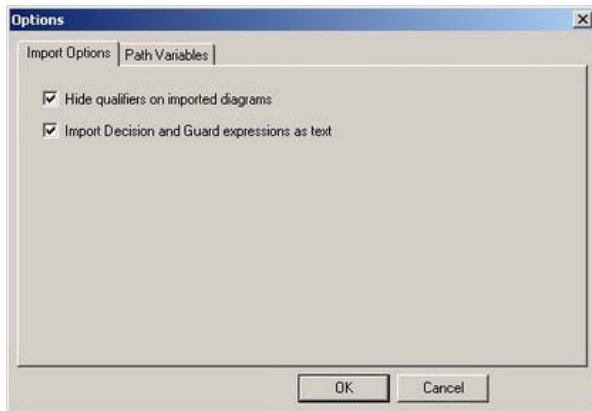 Options
Import Options Path Variables
Hide qualifiers on imported diagrams
Import Decision and Guard expressions as text
OK Cancel